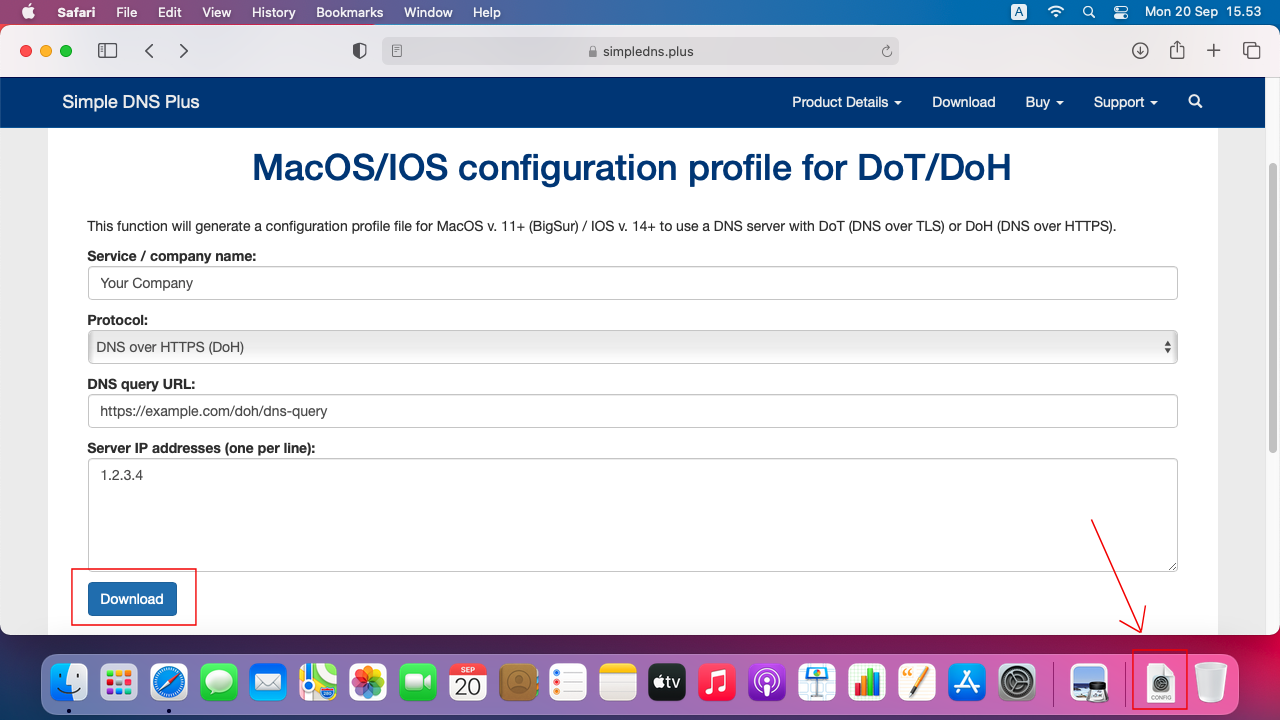 Safari File Edit View History Bookmarks Window Help A Mon 20 Sep 15.53
simpledns.plus
Simple DNS Plus Product Details Download Buy Support
MacOS/IOS configuration profile for DoT/DoH
This function will generate a configuration profile file for MacOS v. 11+ (BigSur) / IOS v. 14+ to use a DNS server with DoT (DNS over TLS) or DoH (DNS over HTTPS).
Service / company name:
Your Company
Protocol:
DNS over HTTPS (DoH)
DNS query URL:
https://example.com/doh/dns-query
Server IP addresses (one per line):
1.2.3.4
Download
SEP
20
tv
CONFIG